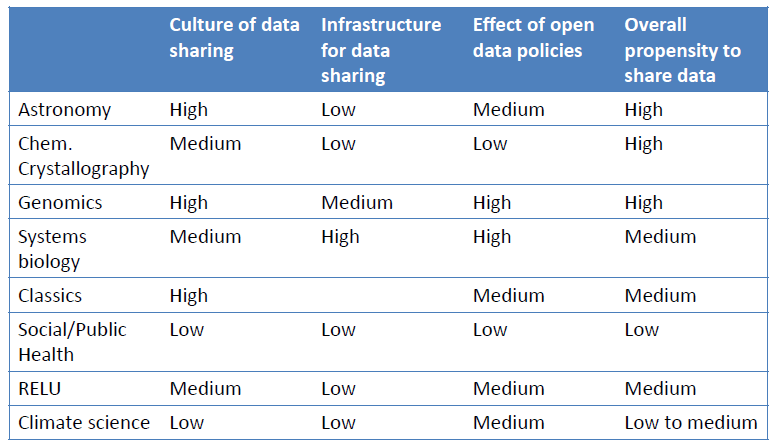 Culture of data sharing Infrastructure for data sharing Effect of open data policies Overall propensity to share data
Astronomy High Low Medium High
Chem. Crystallography Medium Low Low High
Genomics High Medium High High
Systems biology Medium High High Medium
Classics High Medium Medium
Social/Public Health Low Low Low Low
RELU Medium Low Medium Medium
Climate science Low Low Medium Low to medium